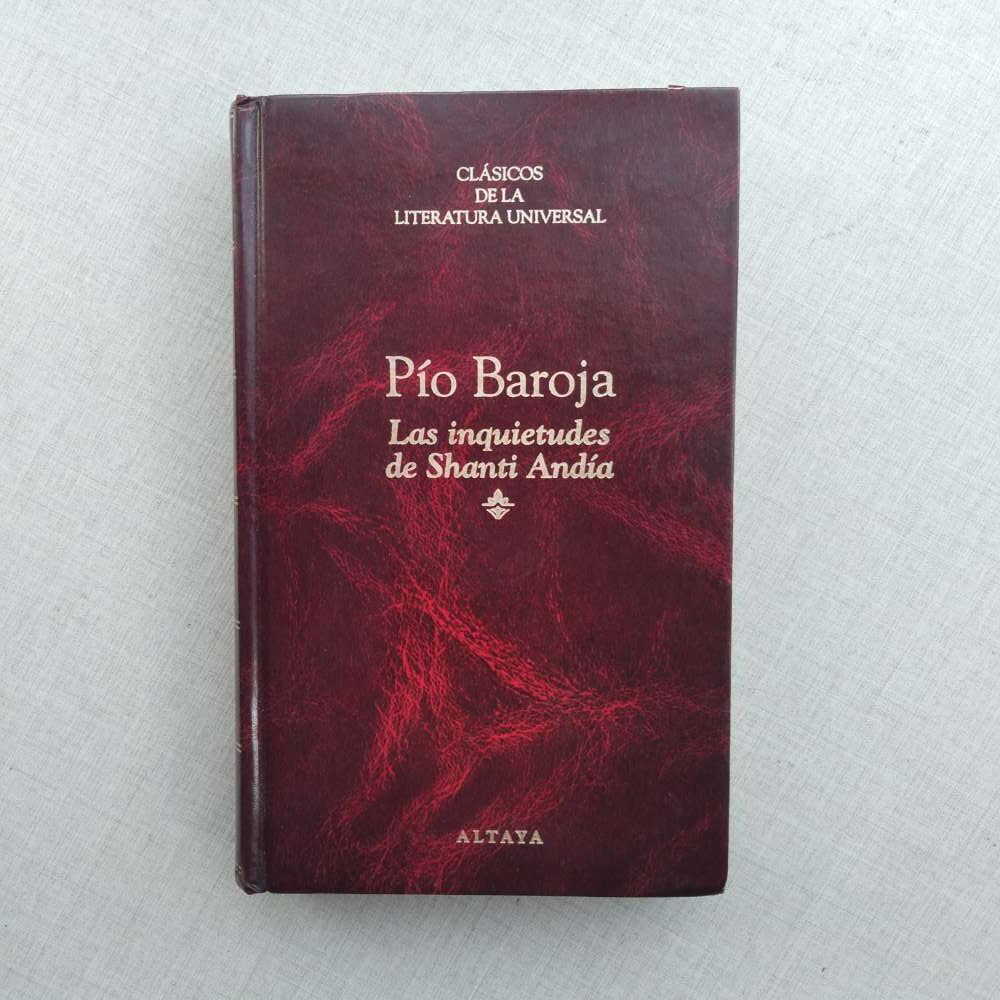 CLÁSICOS
DE LA
LITERATURA UNIVERSAL
Pío Baroja
Las inquietudes
de Shanti Andía
ALTAYA